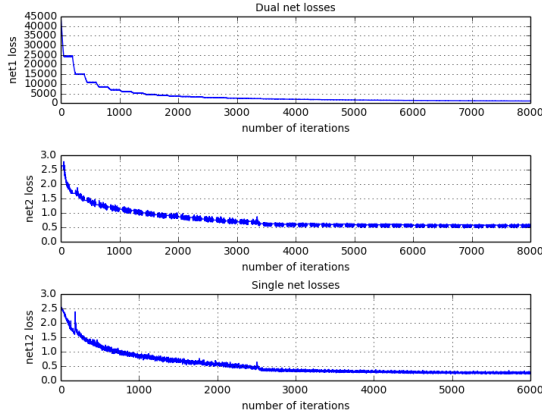 Dual net losses
net1 loss
45000
40000
35000
30000
25000
20000
15000
10000
5000
0
0 1000 2000 3000 4000 5000 6000 7000 8000
number of iterations
net2 loss
3.0
2.5
2.0
1.5
1.0
0.5
0.0
0 1000 2000 3000 4000 5000 6000 7000 8000
number of iterations
Single net losses
net12 loss
3.0
2.5
2.0
1.5
1.0
0.5
0.0
0 1000 2000 3000 4000 5000 6000
number of iterations